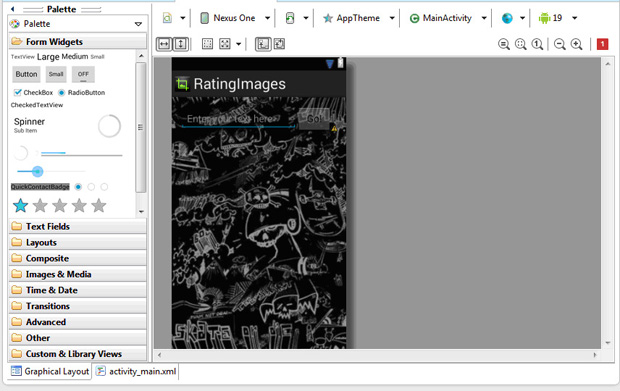 Palette
Palette
Form Widgets
TextView Large Medium Small
Button Small OFF
CheckBox RadioButton
CheckedTextView
Spinner
Sub Item
QuickContactBadge
Text Fields
Layouts
Composite
Images & Media
Time & Date
Transitions
Advanced
Other
Custom & Library Views
Graphical Layout activity_main.xml
Nexus One AppTheme MainActivity 19
1
1
RatingImages
Enter your text here? Go!